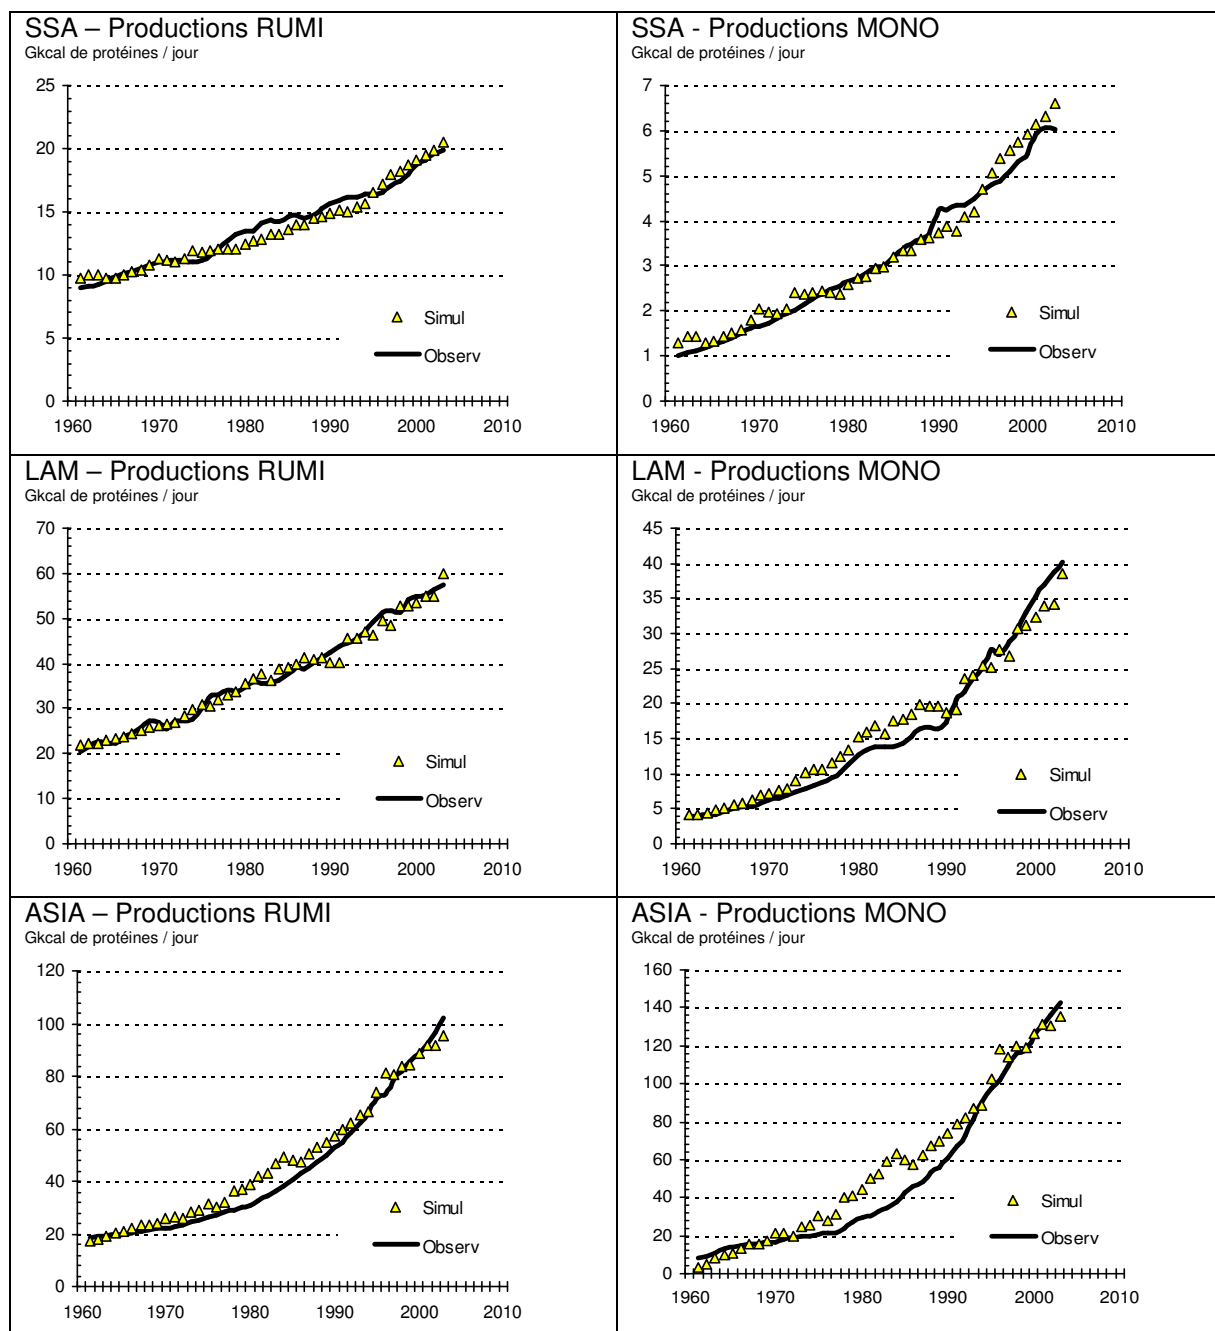 SSA – Productions RUMI
Gkcal de protéines / jour
25
20
15
10
5
0
1960 1970 1980 1990 2000 2010
Simul
Observ
SSA - Productions MONO
Gkcal de protéines / jour
7
6
5
4
3
2
1
0
1960 1970 1980 1990 2000 2010
Simul
Observ
LAM – Productions RUMI
Gkcal de protéines / jour
70
60
50
40
30
20
10
0
1960 1970 1980 1990 2000 2010
Simul
Observ
LAM - Productions MONO
Gkcal de protéines / jour
45
40
35
30
25
20
15
10
5
0
1960 1970 1980 1990 2000 2010
Simul
Observ
ASIA – Productions RUMI
Gkcal de protéines / jour
120
100
80
60
40
20
0
1960 1970 1980 1990 2000 2010
Simul
Observ
ASIA - Productions MONO
Gkcal de protéines / jour
160
140
120
100
80
60
40
20
0
1960 1970 1980 1990 2000 2010
Simul
Observ